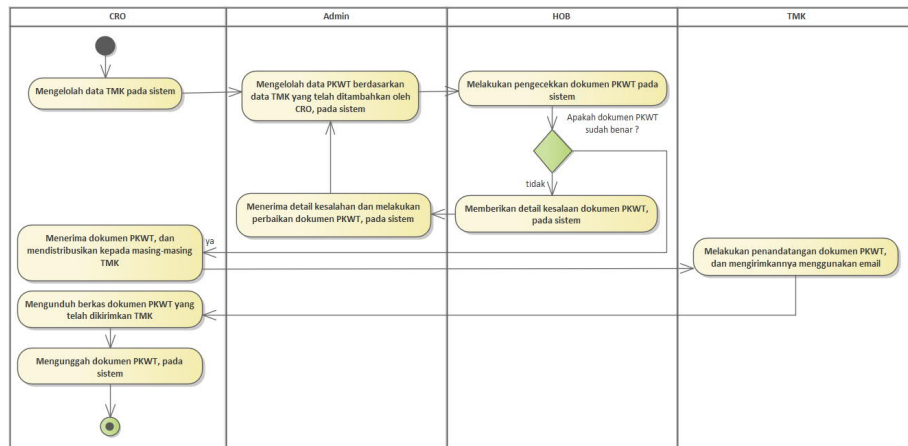 CRO
Admin
HOB
TMK
Mengelolah data TMK pada sistem
Mengelolah data PKWT berdasarkan
data TMK yang telah ditambahkan oleh
CRO, pada sistem
Melakukan pengecekkan dokumen PKWT pada
sistem
Apakah dokumen PKWT
sudah benar ?
tidak
Menerima detail kesalahan dan melakukan
perbaikan dokumen PKWT, pada sistem
Memberikan detail kesalaan dokumen PKWT,
pada sistem
Menerima dokumen PKWT, dan
mendistribusikan kepada masing-masing
TMK
ya
Melakukan penandatangan dokumen PKWT,
dan mengirimkannya menggunakan email
Mengunduh berkas dokumen PKWT yang
telah dikirimkan TMK
Mengunggah dokumen PKWT, pada
sistem